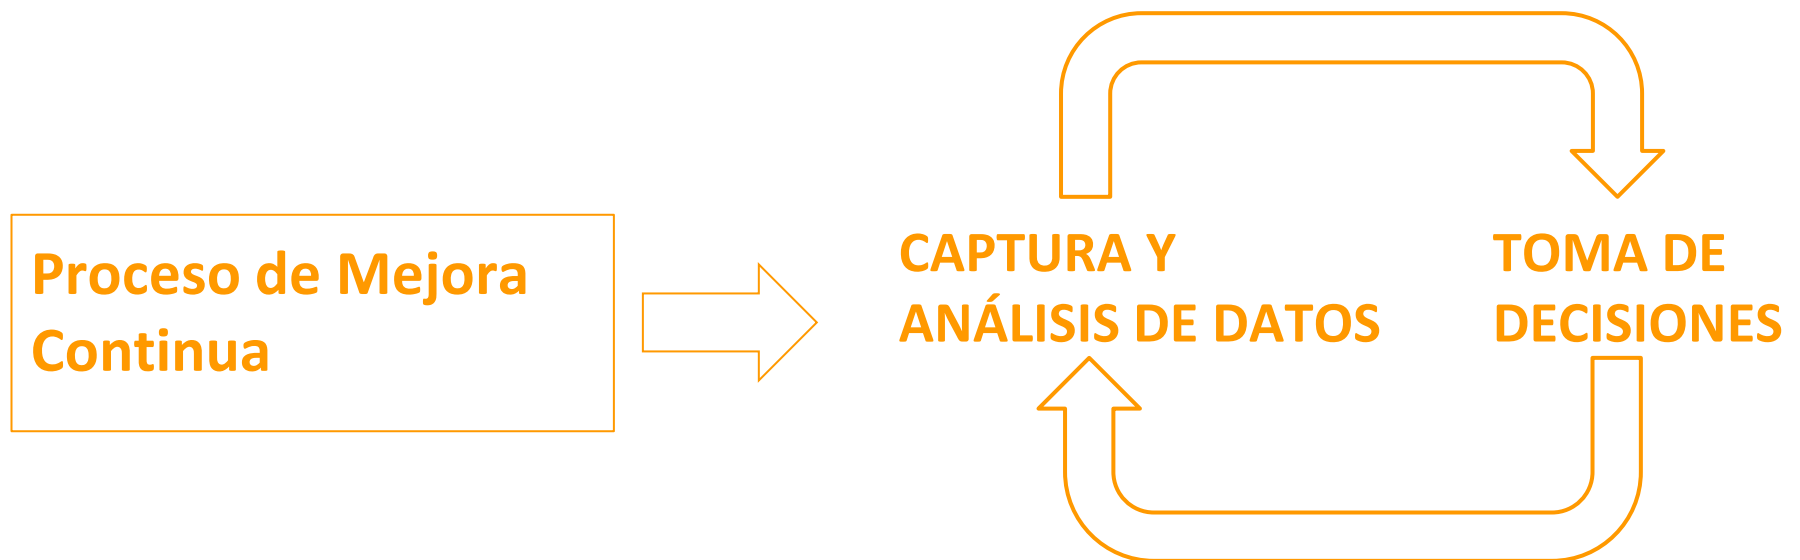 Proceso de Mejora
Continua
CAPTURA Y
ANÁLISIS DE DATOS
TOMA DE
DECISIONES